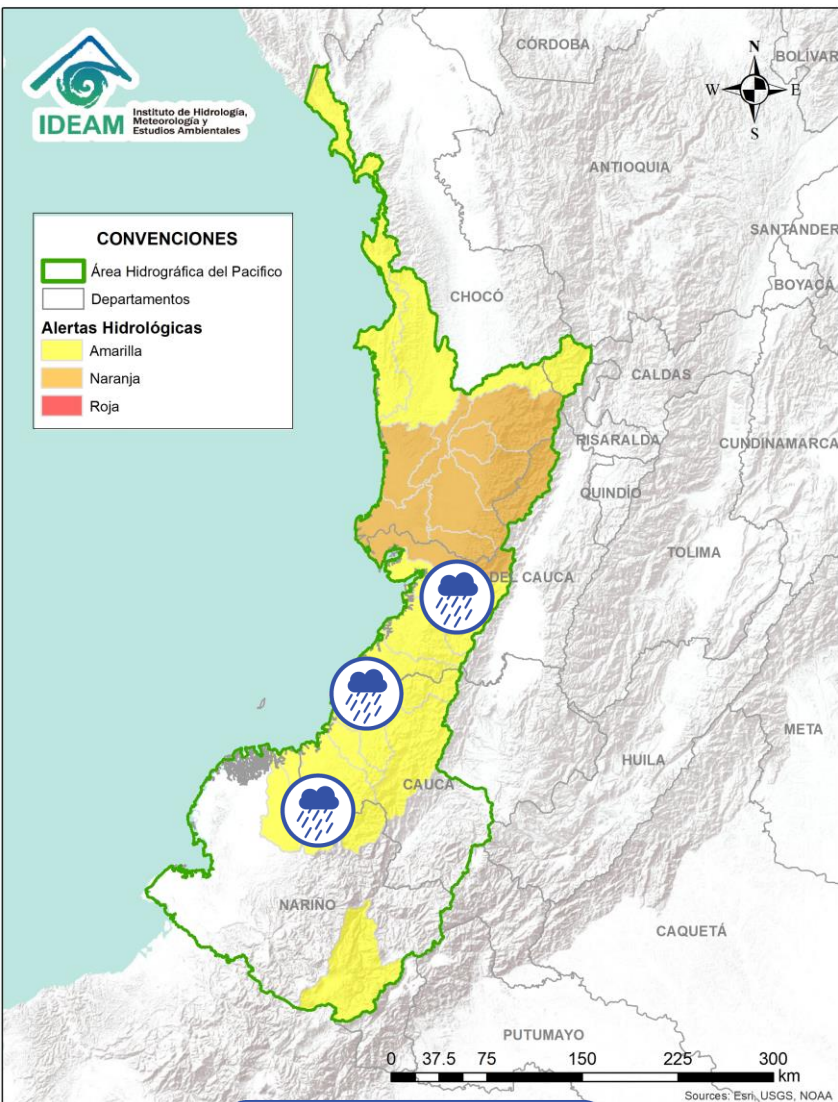 IDEAM
Instituto de Hidrología,
Meteorología y
Estudios Ambientales
CÓRDOBA
BOLÍVAR
N
W
E
S
ANTIOQUIA
SANTANDER
BOYACÁ
CONVENCIONES
Área Hidrográfica del Pacifico
Departamentos
Alertas Hidrológicas
Amarilla
Naranja
Roja
CHOCÓ
CALDAS
RISARALDA
CUNDINAMARCA
QUINDÍO
TOLIMA
DEL CAUCA
META
HUILA
CAUCA
NARIÑO
CAQUETÁ
PUTUMAYO
0 37.5 75 150 225 300
km
Sources: Esri, USGS, NOAA